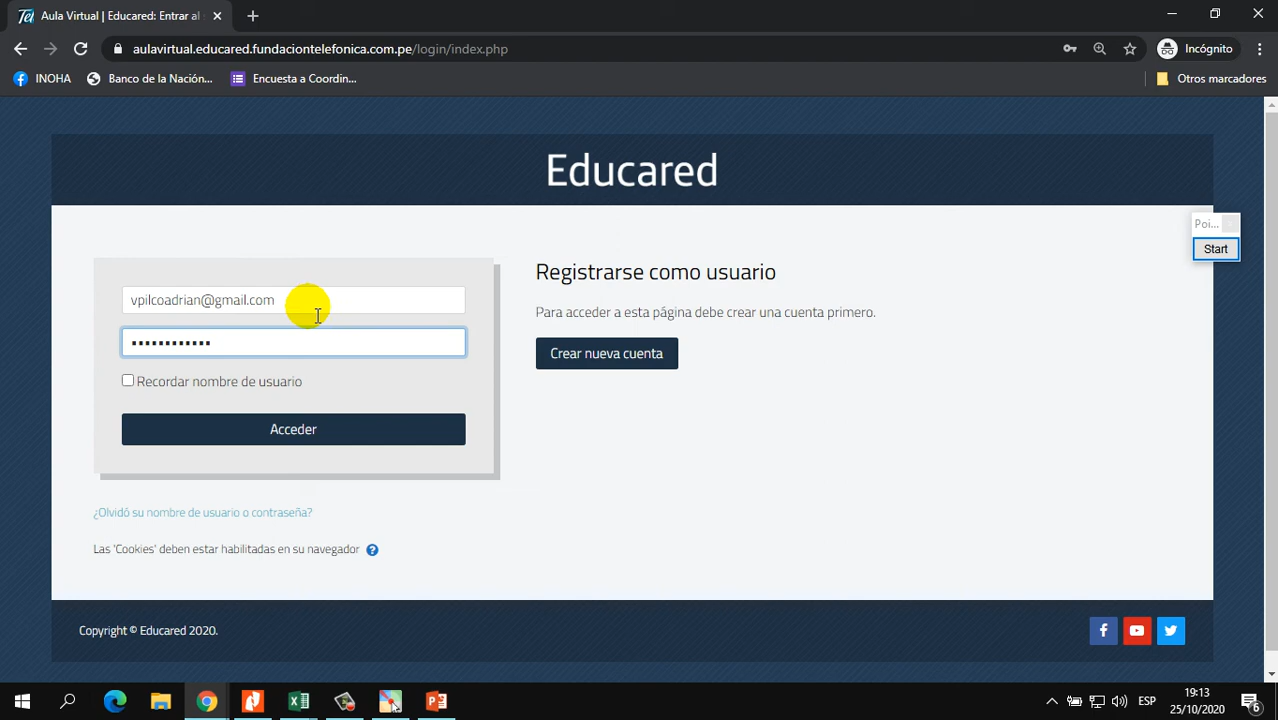 Aula Virtual | Educared: Entrar al s
aulavirtual.educared.fundaciontelefonica.com.pe/login/index.php
Incógnito
INOHA
Banco de la Nación...
Encuesta a Coordin...
Otros marcadores
Educared
Poi...
Start
vpilcoadrian@gmail.com
••••••••••••
Recordar nombre de usuario
Acceder
¿Olvidó su nombre de usuario o contraseña?
Las 'Cookies' deben estar habilitadas en su navegador
Registrarse como usuario
Para acceder a esta página debe crear una cuenta primero.
Crear nueva cuenta
Copyright © Educared 2020.
ESP
19:13
25/10/2020
6